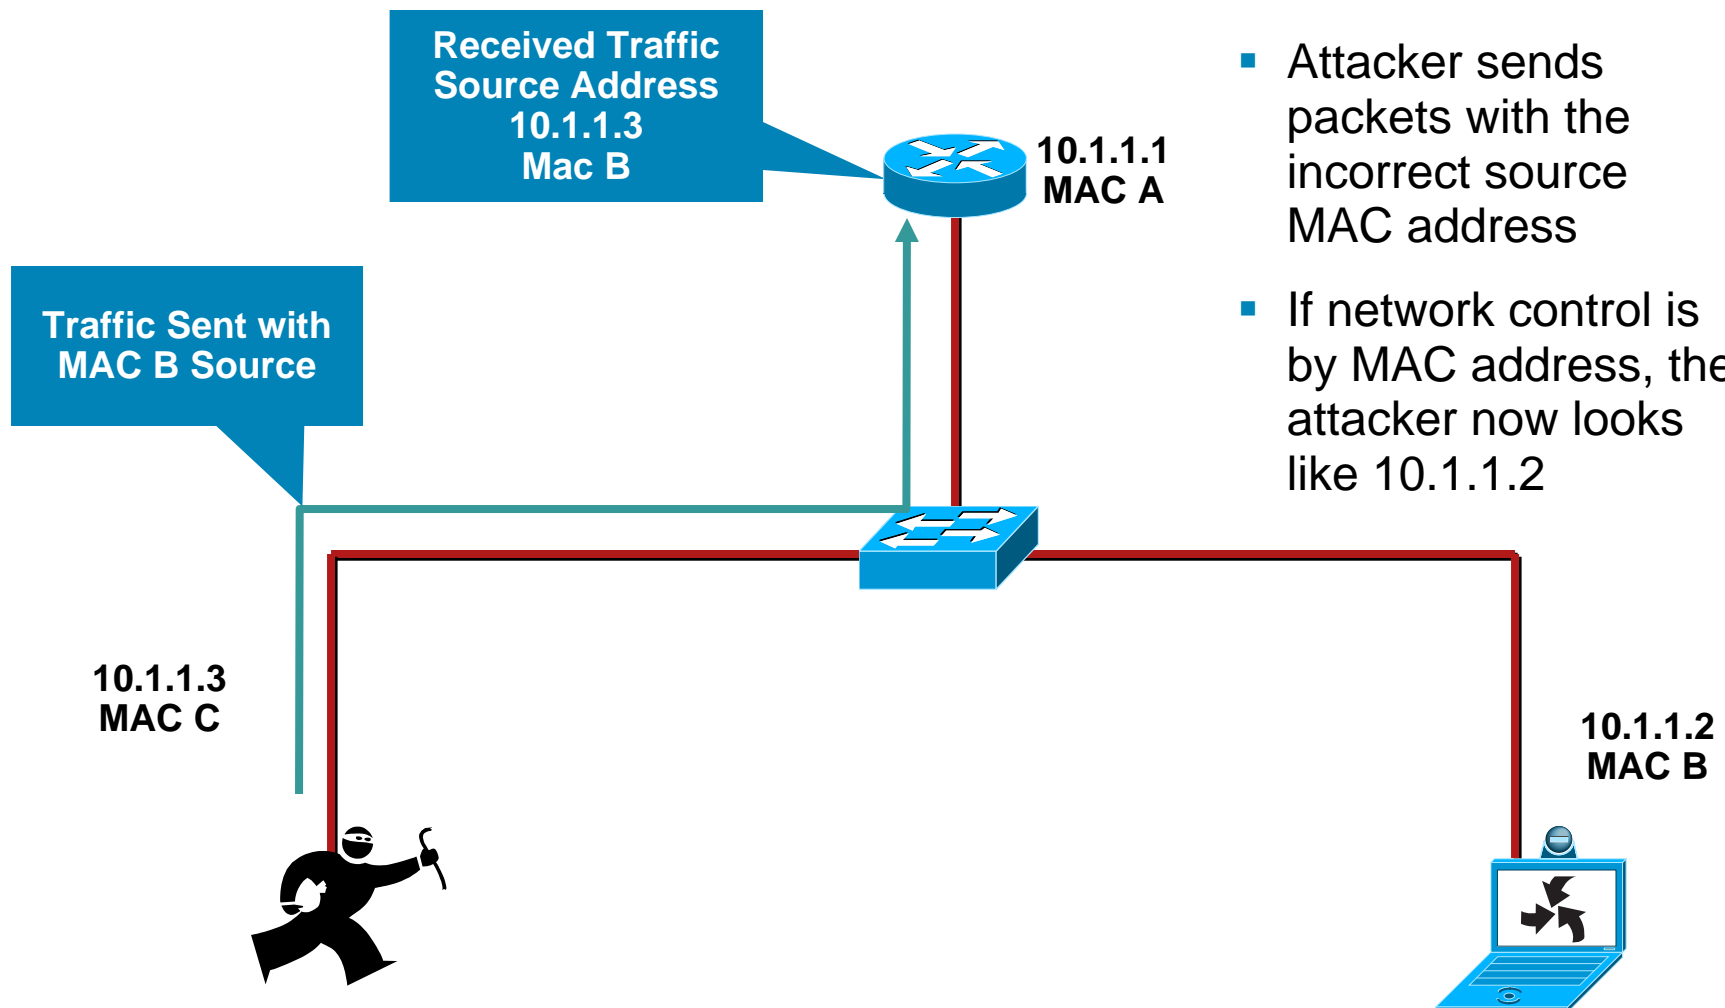 Received Traffic
Source Address
10.1.1.3
Mac B
10.1.1.1
MAC A
Traffic Sent with
MAC B Source
10.1.1.3
MAC C
10.1.1.2
MAC B
▪ Attacker sends
packets with the
incorrect source
MAC address
▪ If network control is
by MAC address, the
attacker now looks
like 10.1.1.2